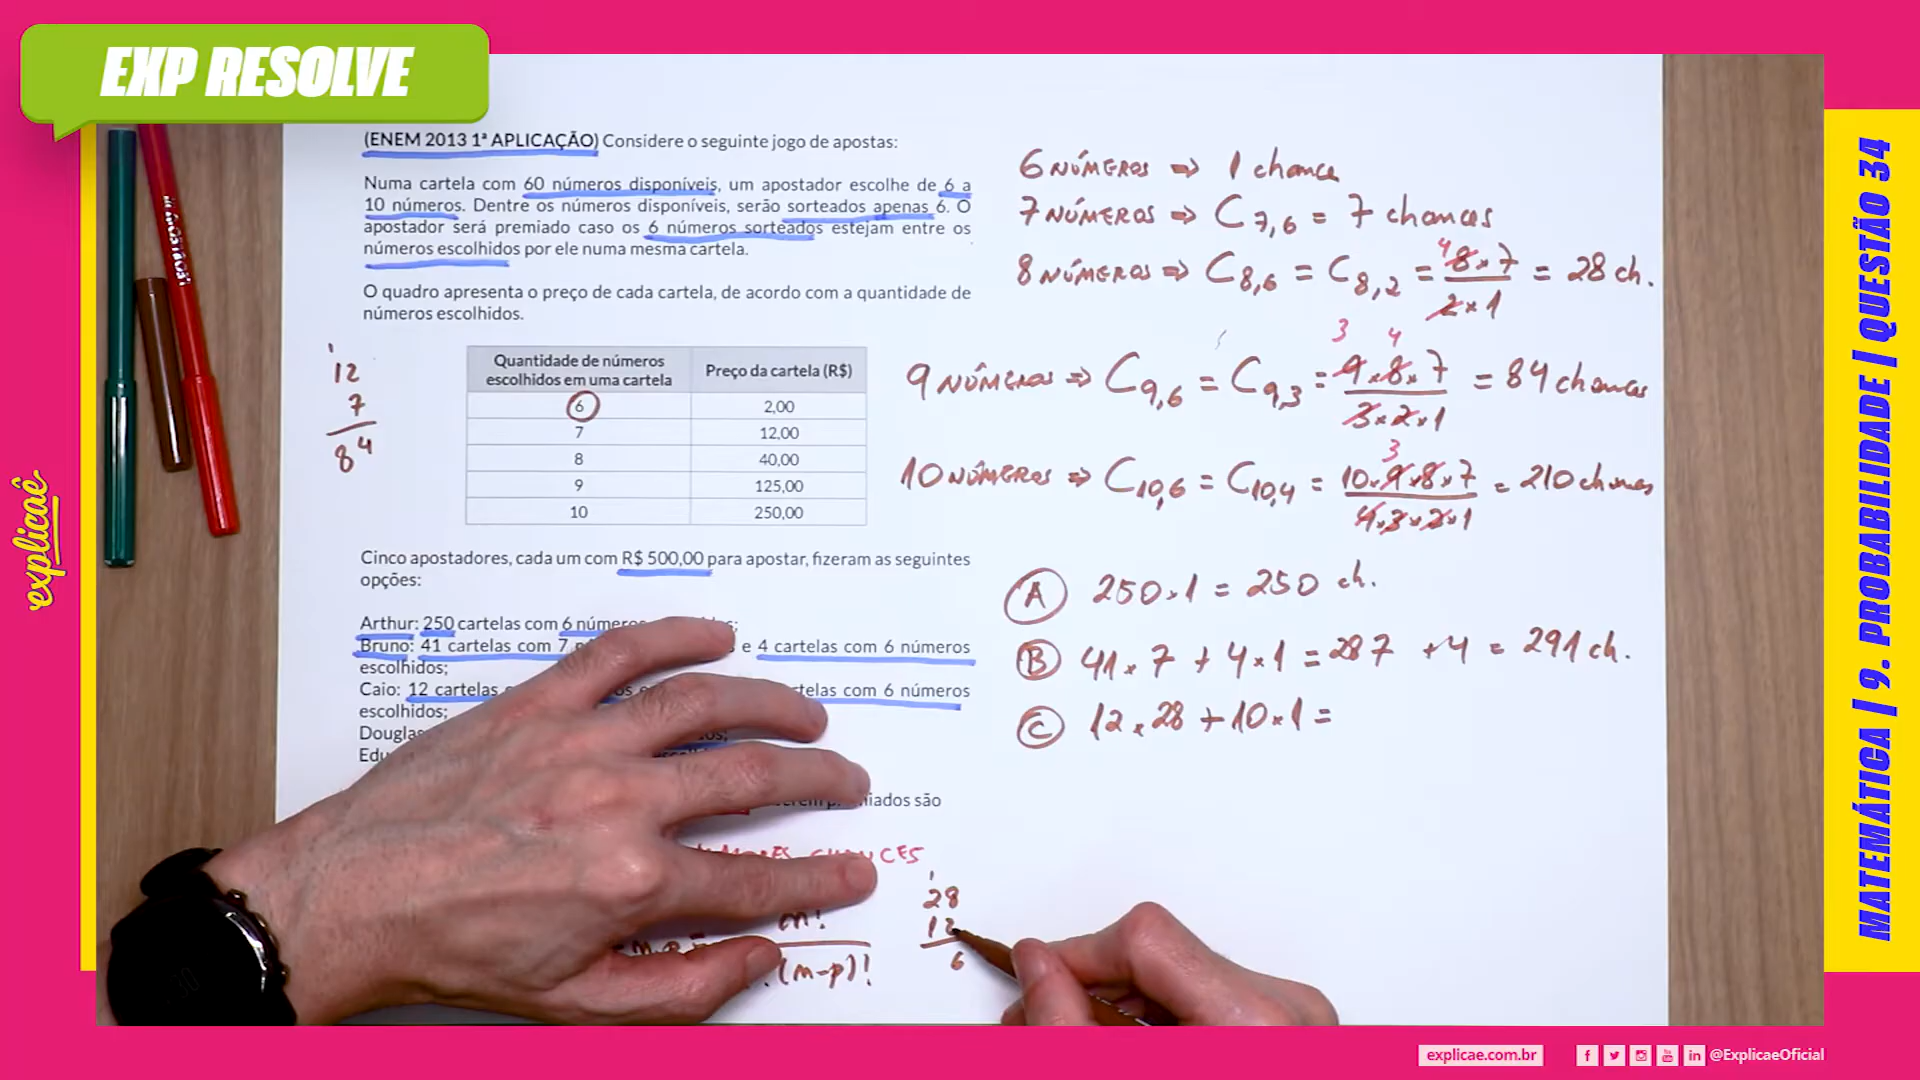 EXP RESOLVE
(ENEM 2013 1ª APLICAÇÃO) Considere o seguinte jogo de apostas:
Numa cartela com 60 números disponíveis, um apostador escolhe de 6 a
10 números. Dentre os números disponíveis, serão sorteados apenas 6. O
apostador será premiado caso os 6 números sorteados estejam entre os
números escolhidos por ele numa mesma cartela.
O quadro apresenta o preço de cada cartela, de acordo com a quantidade de
números escolhidos.
Quantidade de números escolhidos em uma cartela Preço da cartela (R$)
6 2,00
7 12,00
8 40,00
9 125,00
10 250,00
Cinco apostadores, cada um com R$ 500,00 para apostar, fizeram as seguintes
opções:
Arthur: 250 cartelas com 6
Bruno: 41 cartelas com 7 e 4 cartelas com 6 números
escolhidos;
Caio: 12 cartelas com 6 números
escolhidos;
Douglas
são
CHANCES
1
12
7
84
m!
(m-p)!
1
28
12
6
6 NÚMEROS ⇒ 1 chance
7 NÚMEROS ⇒ C7,6 = 7 chances
8 NÚMEROS ⇒ C8,6 = C8,2 = 4 8×7 / 2×1 = 28 ch.
9 NÚMEROS ⇒ C9,6 = C9,3 = 3 4 9×8×7 / 3×2×1 = 84 chances
10 NÚMEROS ⇒ C10,6 = C10,4 = 3 10×9×8×7 / 4×3×2×1 = 210 chances
A 250×1 = 250 ch.
B 41×7 + 4×1 = 287 + 4 = 291 ch.
C 12×28 + 10×1 =
explicaê
MATEMÁTICA | 9. PROBABILIDADE | QUESTÃO 34
explicae.com.br
@ExplicaeOficial